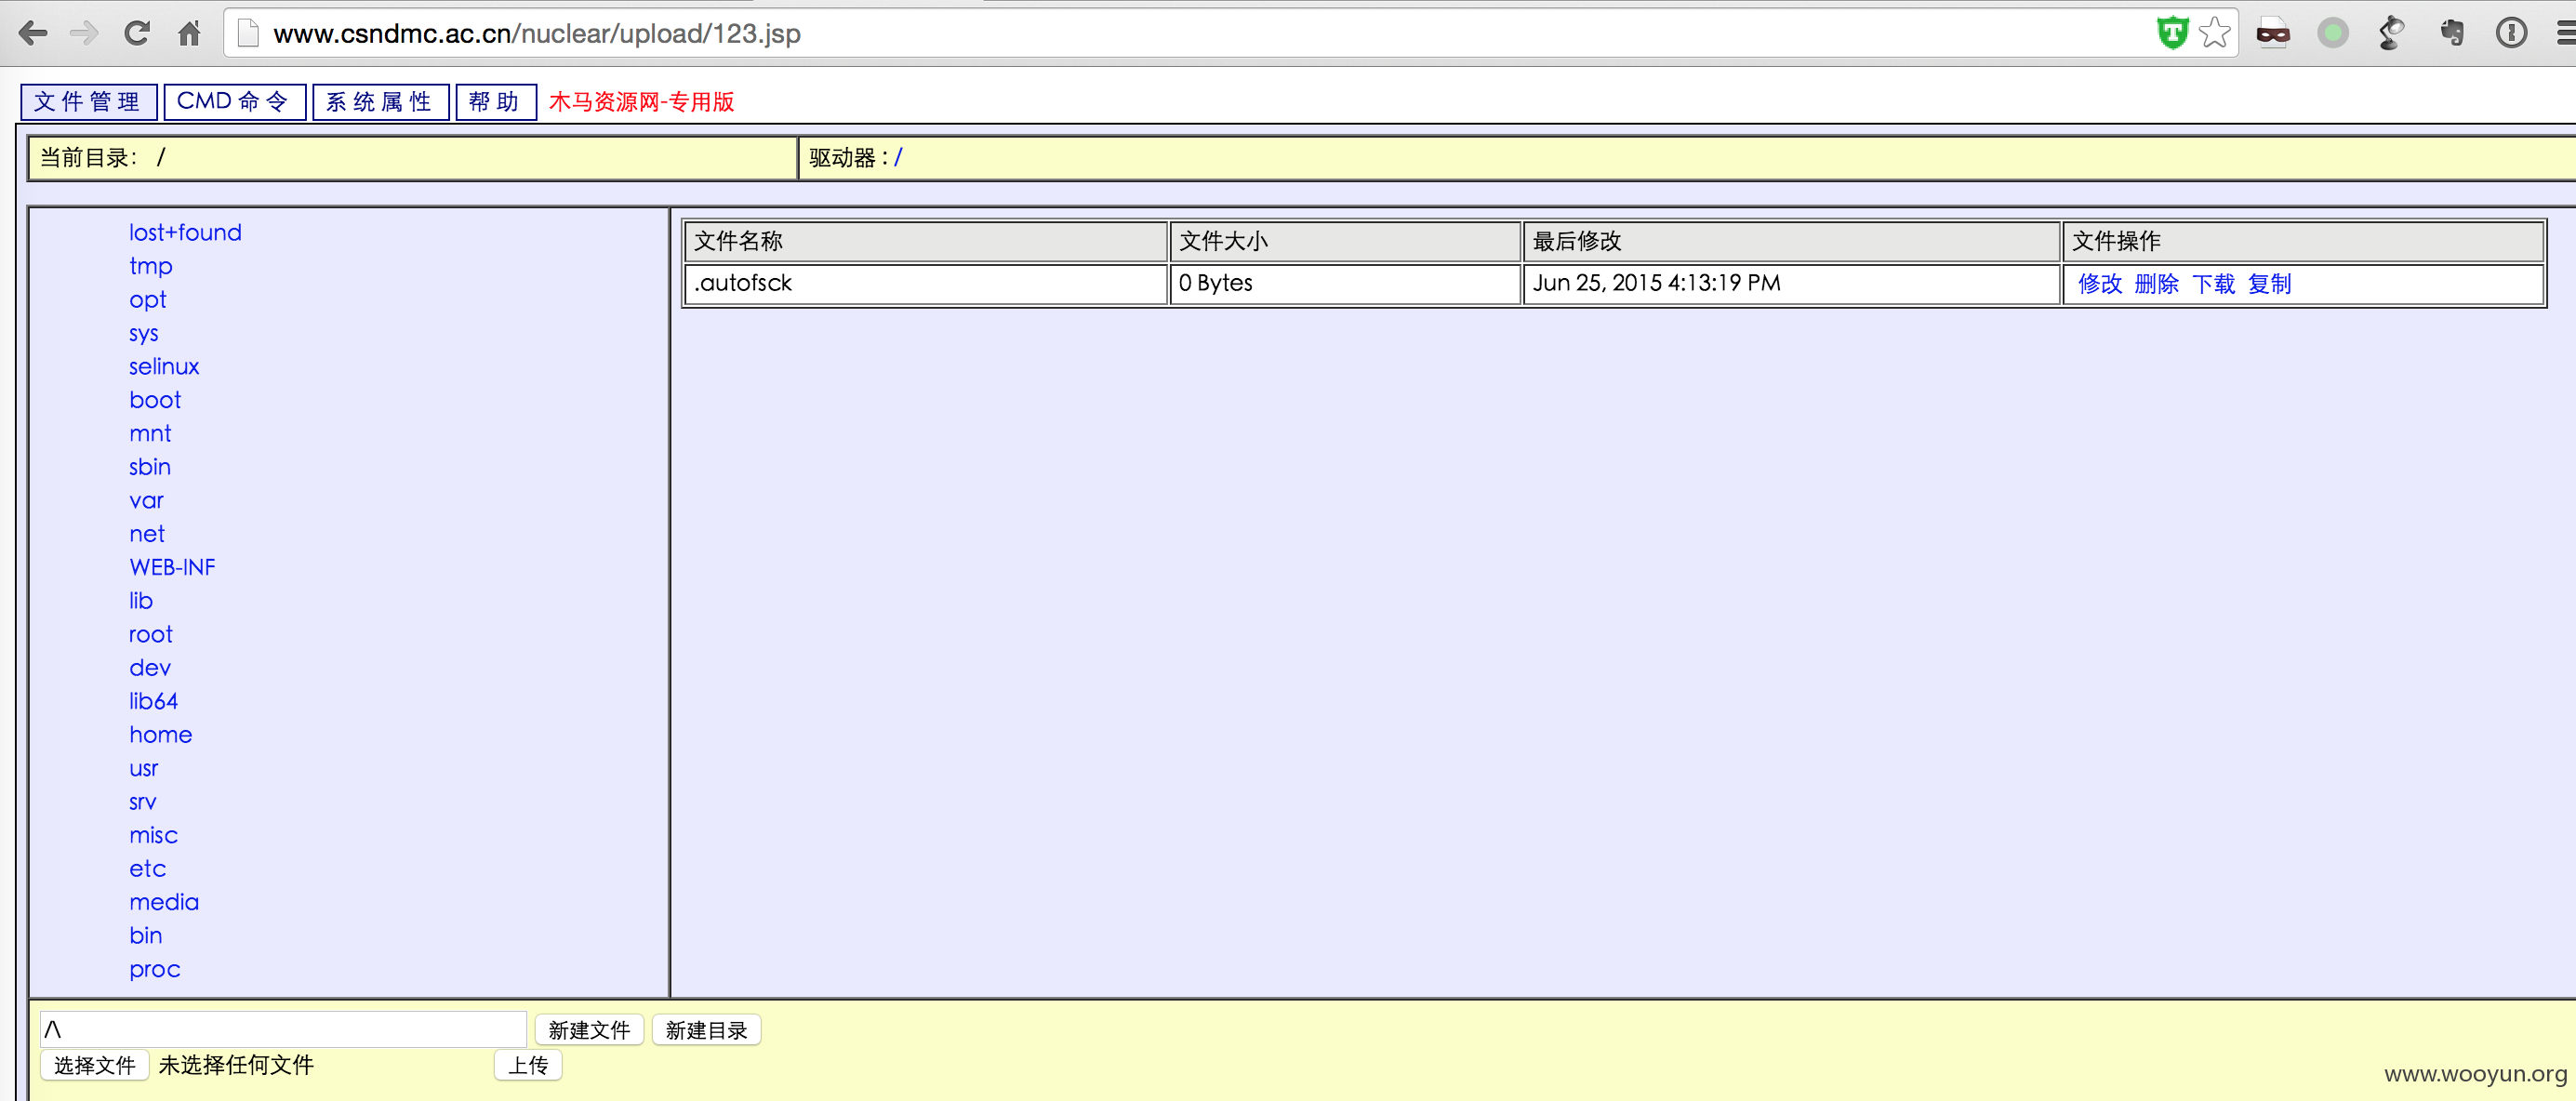 www.csndmc.ac.cn/nuclear/upload/123.jsp
文件管理 CMD命令 系统属性 帮助 木马资源网-专用版
当前目录： / 驱动器：/
lost+found
tmp
opt
sys
selinux
boot
mnt
sbin
var
net
WEB-INF
lib
root
dev
lib64
home
usr
srv
misc
etc
media
bin
proc
文件名称 文件大小 最后修改 文件操作
.autofsck 0 Bytes Jun 25, 2015 4:13:19 PM 修改 删除 下载 复制
/\ 新建文件 新建目录
选择文件 未选择任何文件 上传
www.wooyun.org